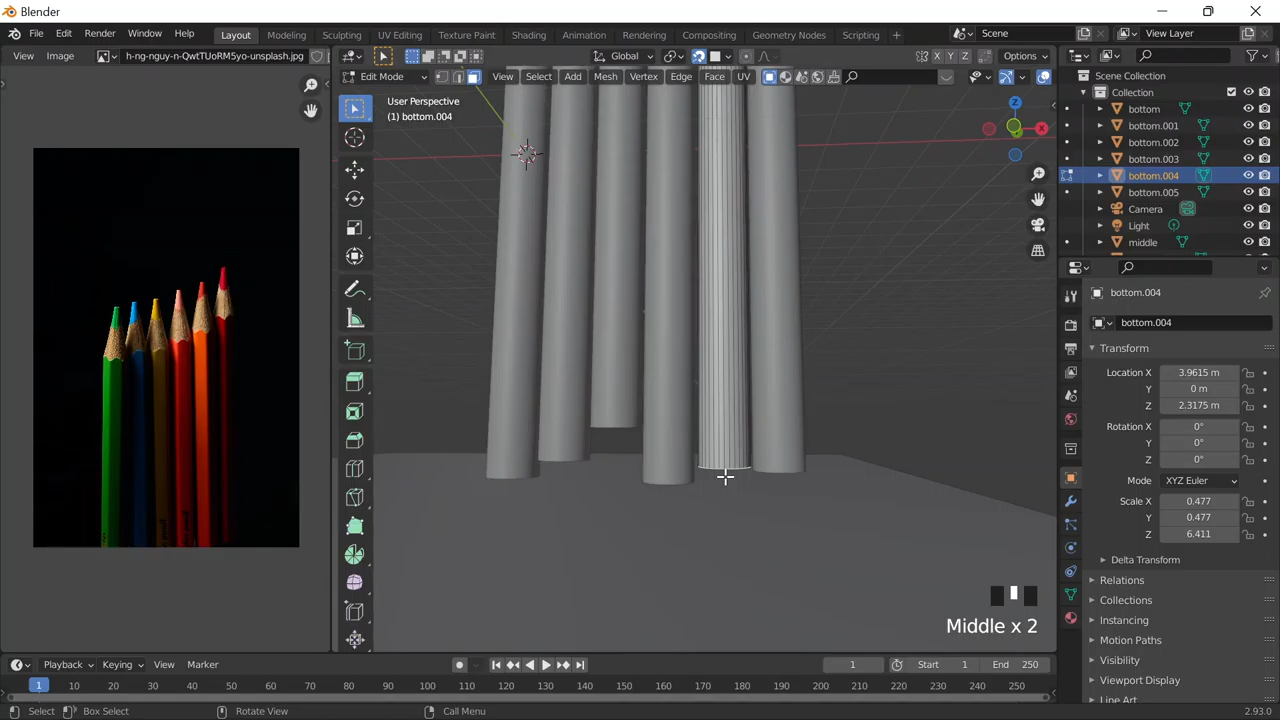 Blender
File Edit Render Window Help Layout Modeling Sculpting UV Editing Texture Paint Shading Animation Rendering Compositing Geometry Nodes Scripting + Scene View Layer
View Image h-ng-nguy-n-QwtTUoRM5yo-unsplash.jpg Global X Y Z Options
Edit Mode View Select Add Mesh Vertex Edge Face UV
User Perspective
(1) bottom.004
Z
X
Scene Collection
Collection
bottom
bottom.001
bottom.002
bottom.003
bottom.004
bottom.005
Camera
Light
middle
bottom.004
bottom.004
Transform
Location X 3.9615 m
Y 0 m
Z 2.3175 m
Rotation X 0°
Y 0°
Z 0°
Mode XYZ Euler
Scale X 0.477
Y 0.477
Z 6.411
Delta Transform
Relations
Collections
Instancing
Motion Paths
Visibility
Viewport Display
Line Art
Middle x 2
Playback Keying View Marker 1 Start 1 End 250
1 10 20 30 40 50 60 70 80 90 100 110 120 130 140 150 160 170 180 190 200 210 220 230 240 250
Select Box Select Rotate View Call Menu 2.93.0